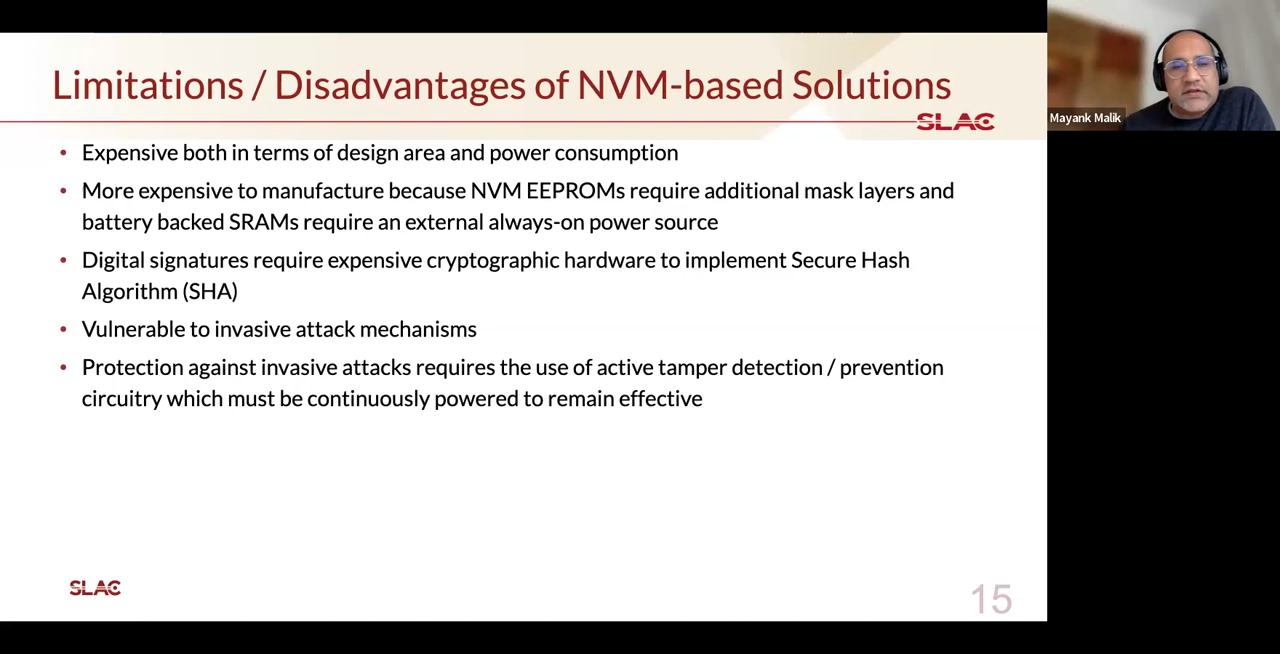 Limitations / Disadvantages of NVM-based Solutions
SLAC
Mayank Malik
• Expensive both in terms of design area and power consumption
• More expensive to manufacture because NVM EEPROMs require additional mask layers and
battery backed SRAMs require an external always-on power source
• Digital signatures require expensive cryptographic hardware to implement Secure Hash
Algorithm (SHA)
• Vulnerable to invasive attack mechanisms
• Protection against invasive attacks requires the use of active tamper detection / prevention
circuitry which must be continuously powered to remain effective
SLAC
15